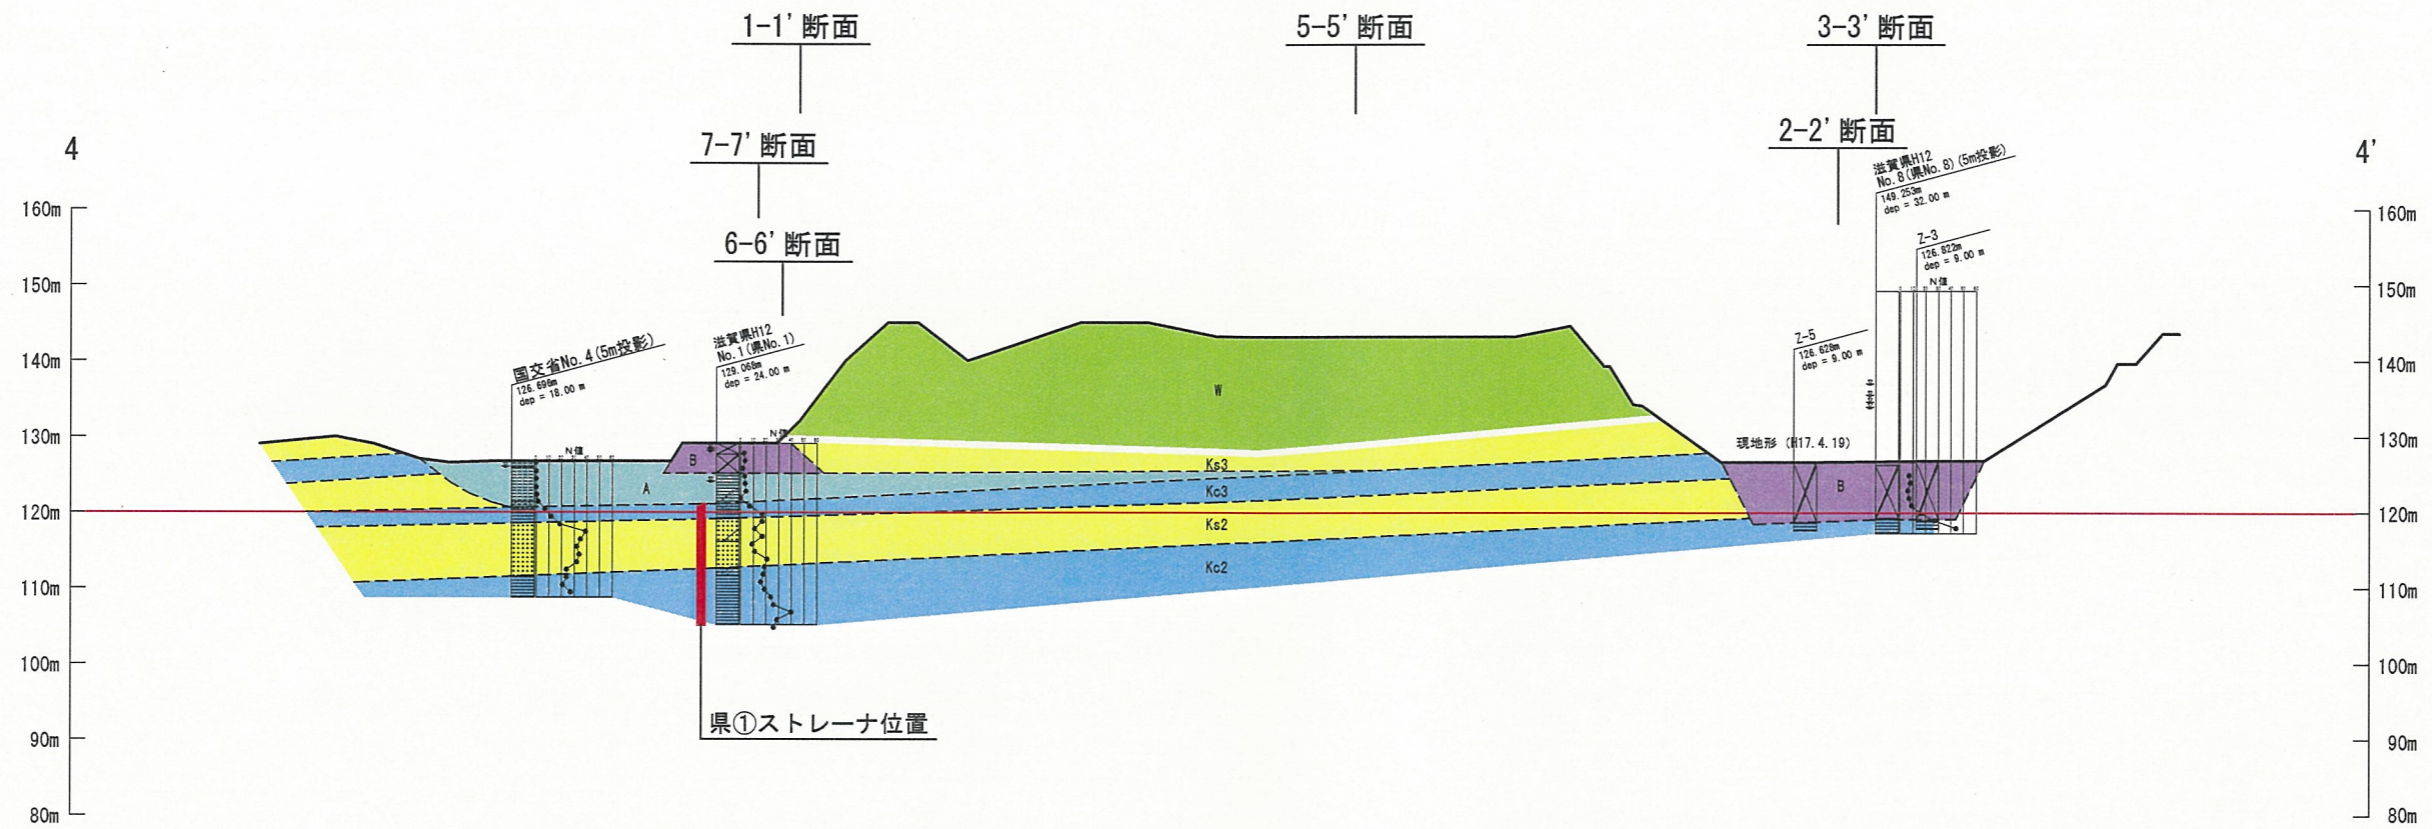 1-1' 断面
5-5' 断面
3-3' 断面
4
7-7' 断面
2-2' 断面
4'
滋賀県H12
No.8(県No.8)(5m投影)
149.253m
dep = 32.00 m
6-6' 断面
Z-3
126.822m
dep = 9.00 m
N値
160m
150m
140m
130m
120m
110m
100m
90m
80m
国交省No.4(5m投影)
126.696m
dep = 18.00 m
N値
滋賀県H12
No.1(県No.1)
129.068m
dep = 24.00 m
N値
Z-5
126.628m
dep = 9.00 m
現地形 (H17.4.19)
W
B
A
Ks3
Kc3
Ks2
Kc2
B
県①ストレーナ位置
160m
150m
140m
130m
120m
110m
100m
90m
80m